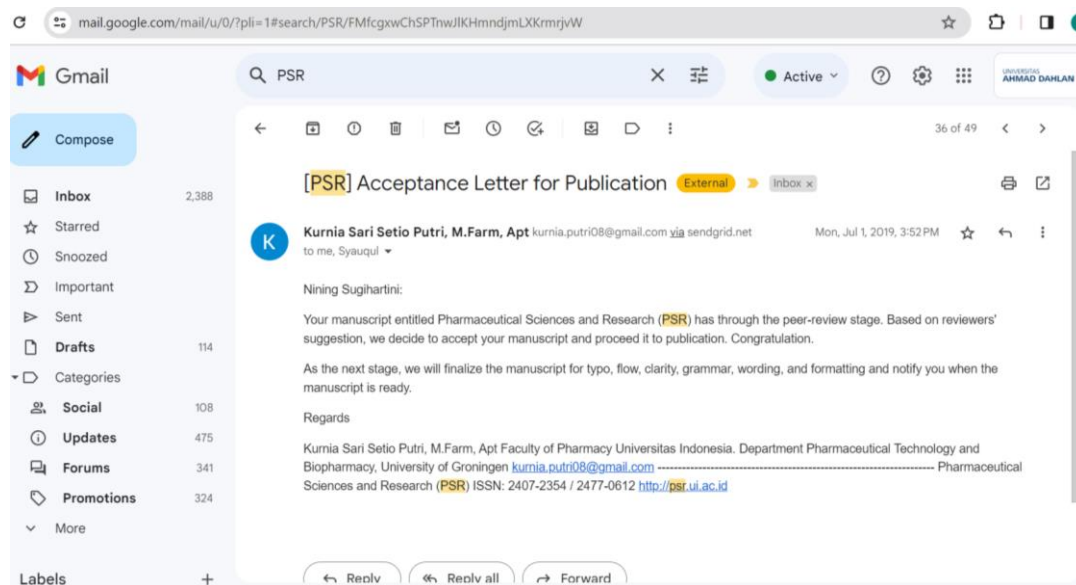 mail.google.com/mail/u/0/?pli=1#search/PSR/FMfcgxwChSPTnwJlKHmndjmLXKrmrjvW
Gmail
PSR
Active
UNIVERSITAS
AHMAD DAHLAN
Compose
36 of 49
[PSR] Acceptance Letter for Publication External Inbox x
Inbox 2,388
Starred
Snoozed
Important
Sent
Drafts 114
Categories
Social 108
Updates 475
Forums 341
Promotions 324
More
Labels +
K
Kurnia Sari Setio Putri, M.Farm, Apt kurnia.putri08@gmail.com via sendgrid.net Mon, Jul 1, 2019, 3:52 PM
to me, Syauqul
Nining Sugihartini:
Your manuscript entitled Pharmaceutical Sciences and Research (PSR) has through the peer-review stage. Based on reviewers'
suggestion, we decide to accept your manuscript and proceed it to publication. Congratulation.
As the next stage, we will finalize the manuscript for typo, flow, clarity, grammar, wording, and formatting and notify you when the
manuscript is ready.
Regards
Kurnia Sari Setio Putri, M.Farm, Apt Faculty of Pharmacy Universitas Indonesia. Department Pharmaceutical Technology and
Biopharmacy, University of Groningen kurnia.putri08@gmail.com ------------------------------------------------------------------------ Pharmaceutical
Sciences and Research (PSR) ISSN: 2407-2354 / 2477-0612 http://psr.ui.ac.id
Reply Reply all Forward